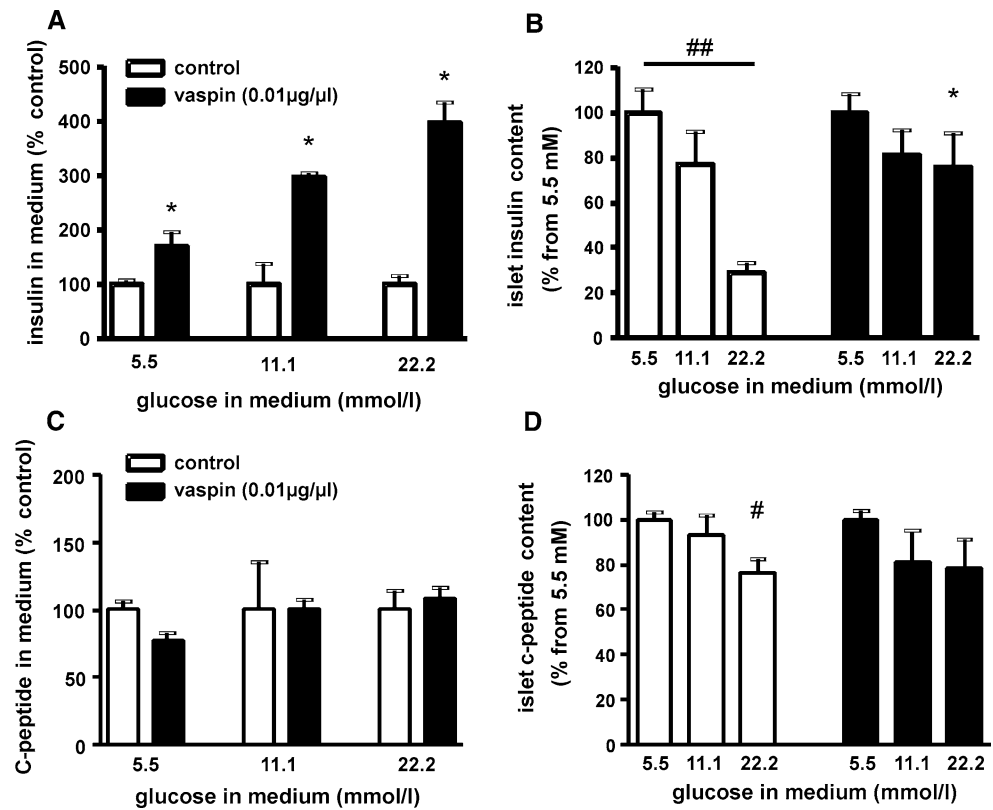 A
insulin in medium (% control)
500
400
300
200
100
0
control
vaspin (0.01µg/µl)
*
*
*
5.5
11.1
22.2
glucose in medium (mmol/l)
B
islet insulin content
(% from 5.5 mM)
120
100
80
60
40
20
0
##
*
5.5 11.1 22.2
5.5 11.1 22.2
glucose in medium (mmol/l)
C
C-peptide in medium (% control)
200
150
100
50
0
control
vaspin (0.01µg/µl)
5.5
11.1
22.2
glucose in medium (mmol/l)
D
islet c-peptide content
(% from 5.5 mM)
120
100
80
60
40
20
0
#
5.5 11.1 22.2
5.5 11.1 22.2
glucose in medium (mmol/l)